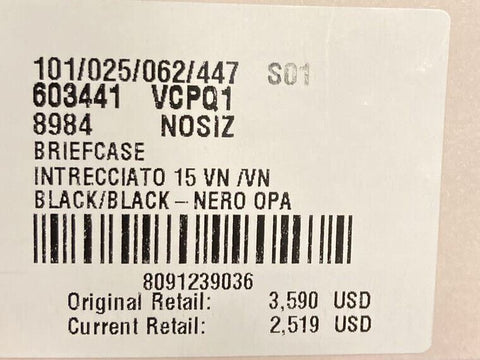 101/025/062/447 S01
603441 VCPQ1
8984 NOSIZ
BRIEFCASE
INTRECCIATO 15 VN /VN
BLACK/BLACK – NERO OPA
8091239036
Original Retail: 3,590 USD
Current Retail: 2,519 USD